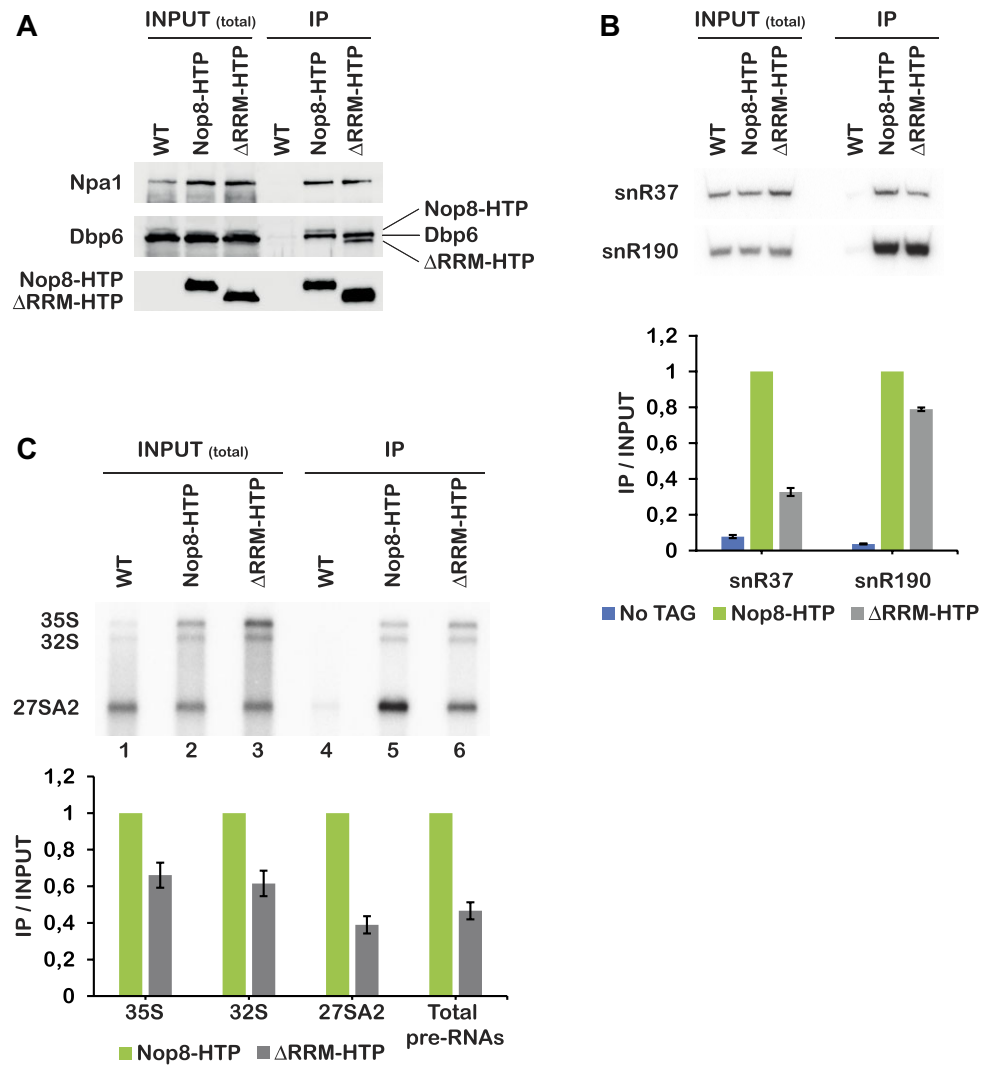 A
INPUT (total)
IP
WT
Nop8-HTP
ΔRRM-HTP
WT
Nop8-HTP
ΔRRM-HTP
Npa1
Dbp6
Nop8-HTP
Dbp6
ΔRRM-HTP
Nop8-HTP
ΔRRM-HTP
B
INPUT (total)
IP
WT
Nop8-HTP
ΔRRM-HTP
WT
Nop8-HTP
ΔRRM-HTP
snR37
snR190
1,2
1
0,8
0,6
0,4
0,2
0
IP / INPUT
snR37
snR190
No TAG
Nop8-HTP
ΔRRM-HTP
C
INPUT (total)
IP
WT
Nop8-HTP
ΔRRM-HTP
WT
Nop8-HTP
ΔRRM-HTP
35S
32S
27SA2
1 2 3 4 5 6
1,2
1
0,8
0,6
0,4
0,2
0
IP / INPUT
35S
32S
27SA2
Total
pre-RNAs
Nop8-HTP
ΔRRM-HTP